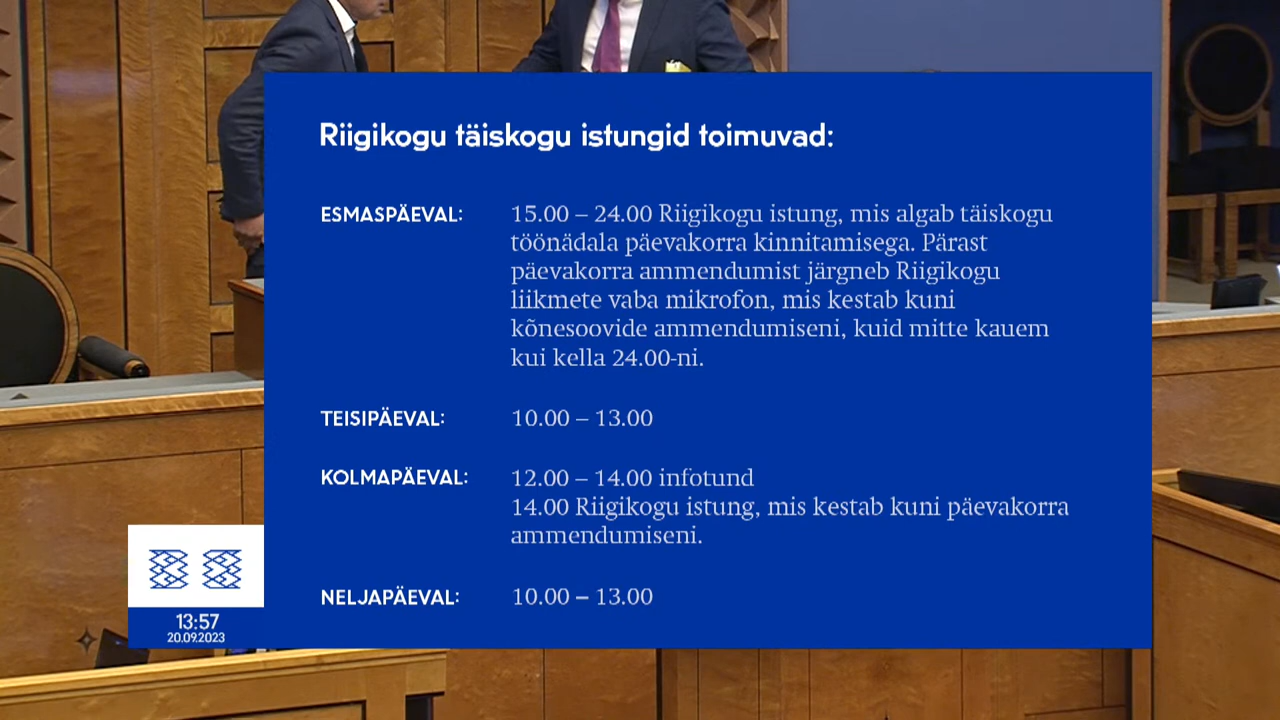 Riigikogu täiskogu istungid toimuvad:
ESMASPÄEVAL: 15.00 – 24.00 Riigikogu istung, mis algab täiskogu
töönädala päevakorra kinnitamisega. Pärast
päevakorra ammendumist järgneb Riigikogu
liikmete vaba mikrofon, mis kestab kuni
kõnesoovide ammendumiseni, kuid mitte kauem
kui kella 24.00-ni.
TEISIPÄEVAL: 10.00 – 13.00
KOLMAPÄEVAL: 12.00 – 14.00 infotund
14.00 Riigikogu istung, mis kestab kuni päevakorra
ammendumiseni.
NELJAPÄEVAL: 10.00 – 13.00
13:57
20.09.2023